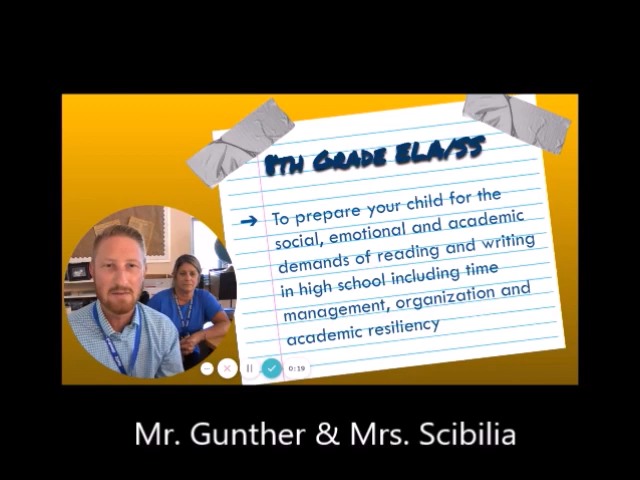 8th Grade ELA/SS
➔ To prepare your child for the
social, emotional and academic
demands of reading and writing
in high school including time
management, organization and
academic resiliency
0:19
Mr. Gunther & Mrs. Scibilia